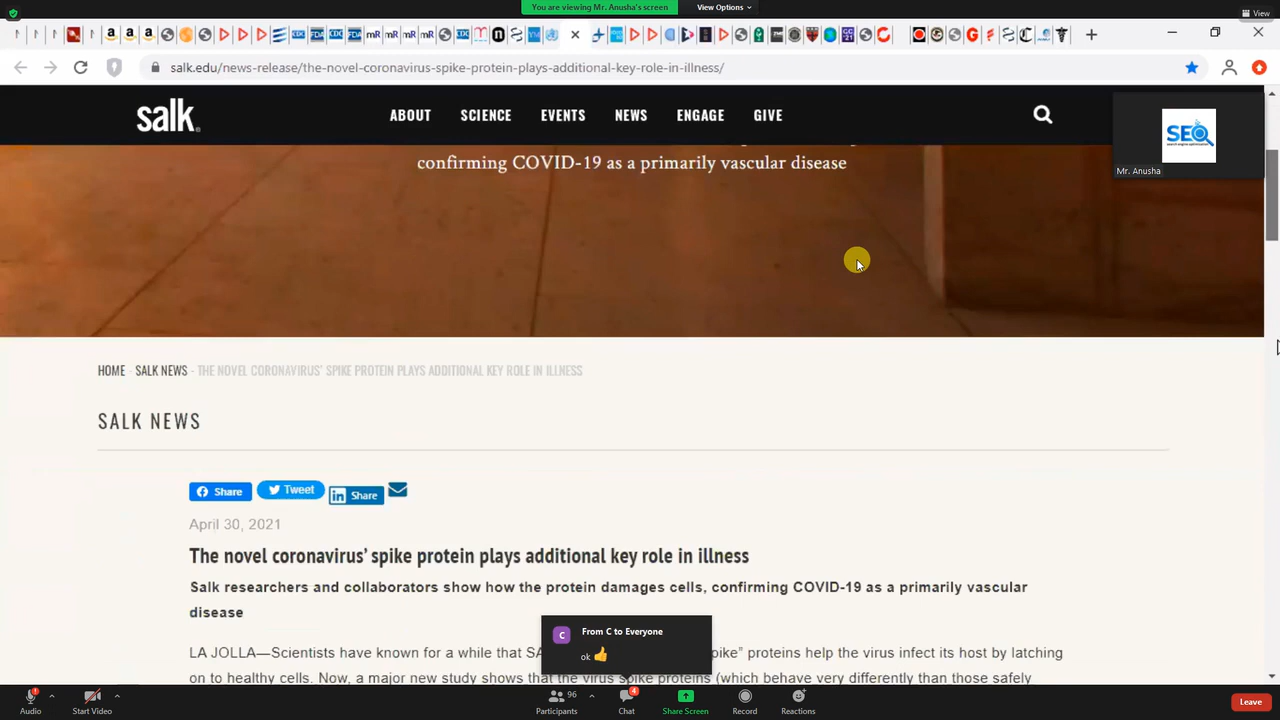 You are viewing Mr. Anusha's screen
View Options
View
salk.edu/news-release/the-novel-coronavirus-spike-protein-plays-additional-key-role-in-illness/
salk
ABOUT SCIENCE EVENTS NEWS ENGAGE GIVE
SEO
Mr. Anusha
confirming COVID-19 as a primarily vascular disease
HOME - SALK NEWS - THE NOVEL CORONAVIRUS' SPIKE PROTEIN PLAYS ADDITIONAL KEY ROLE IN ILLNESS
SALK NEWS
Share Tweet in Share
April 30, 2021
The novel coronavirus' spike protein plays additional key role in illness
Salk researchers and collaborators show how the protein damages cells, confirming COVID-19 as a primarily vascular
disease
From C to Everyone
ok 👍
LA JOLLA—Scientists have known for a while that SA spike" proteins help the virus infect its host by latching
on to healthy cells. Now, a major new study shows that the virus spike proteins (which behave very differently than those safely
Audio Start Video Participants 96 Chat 4 Share Screen Record Reactions Leave